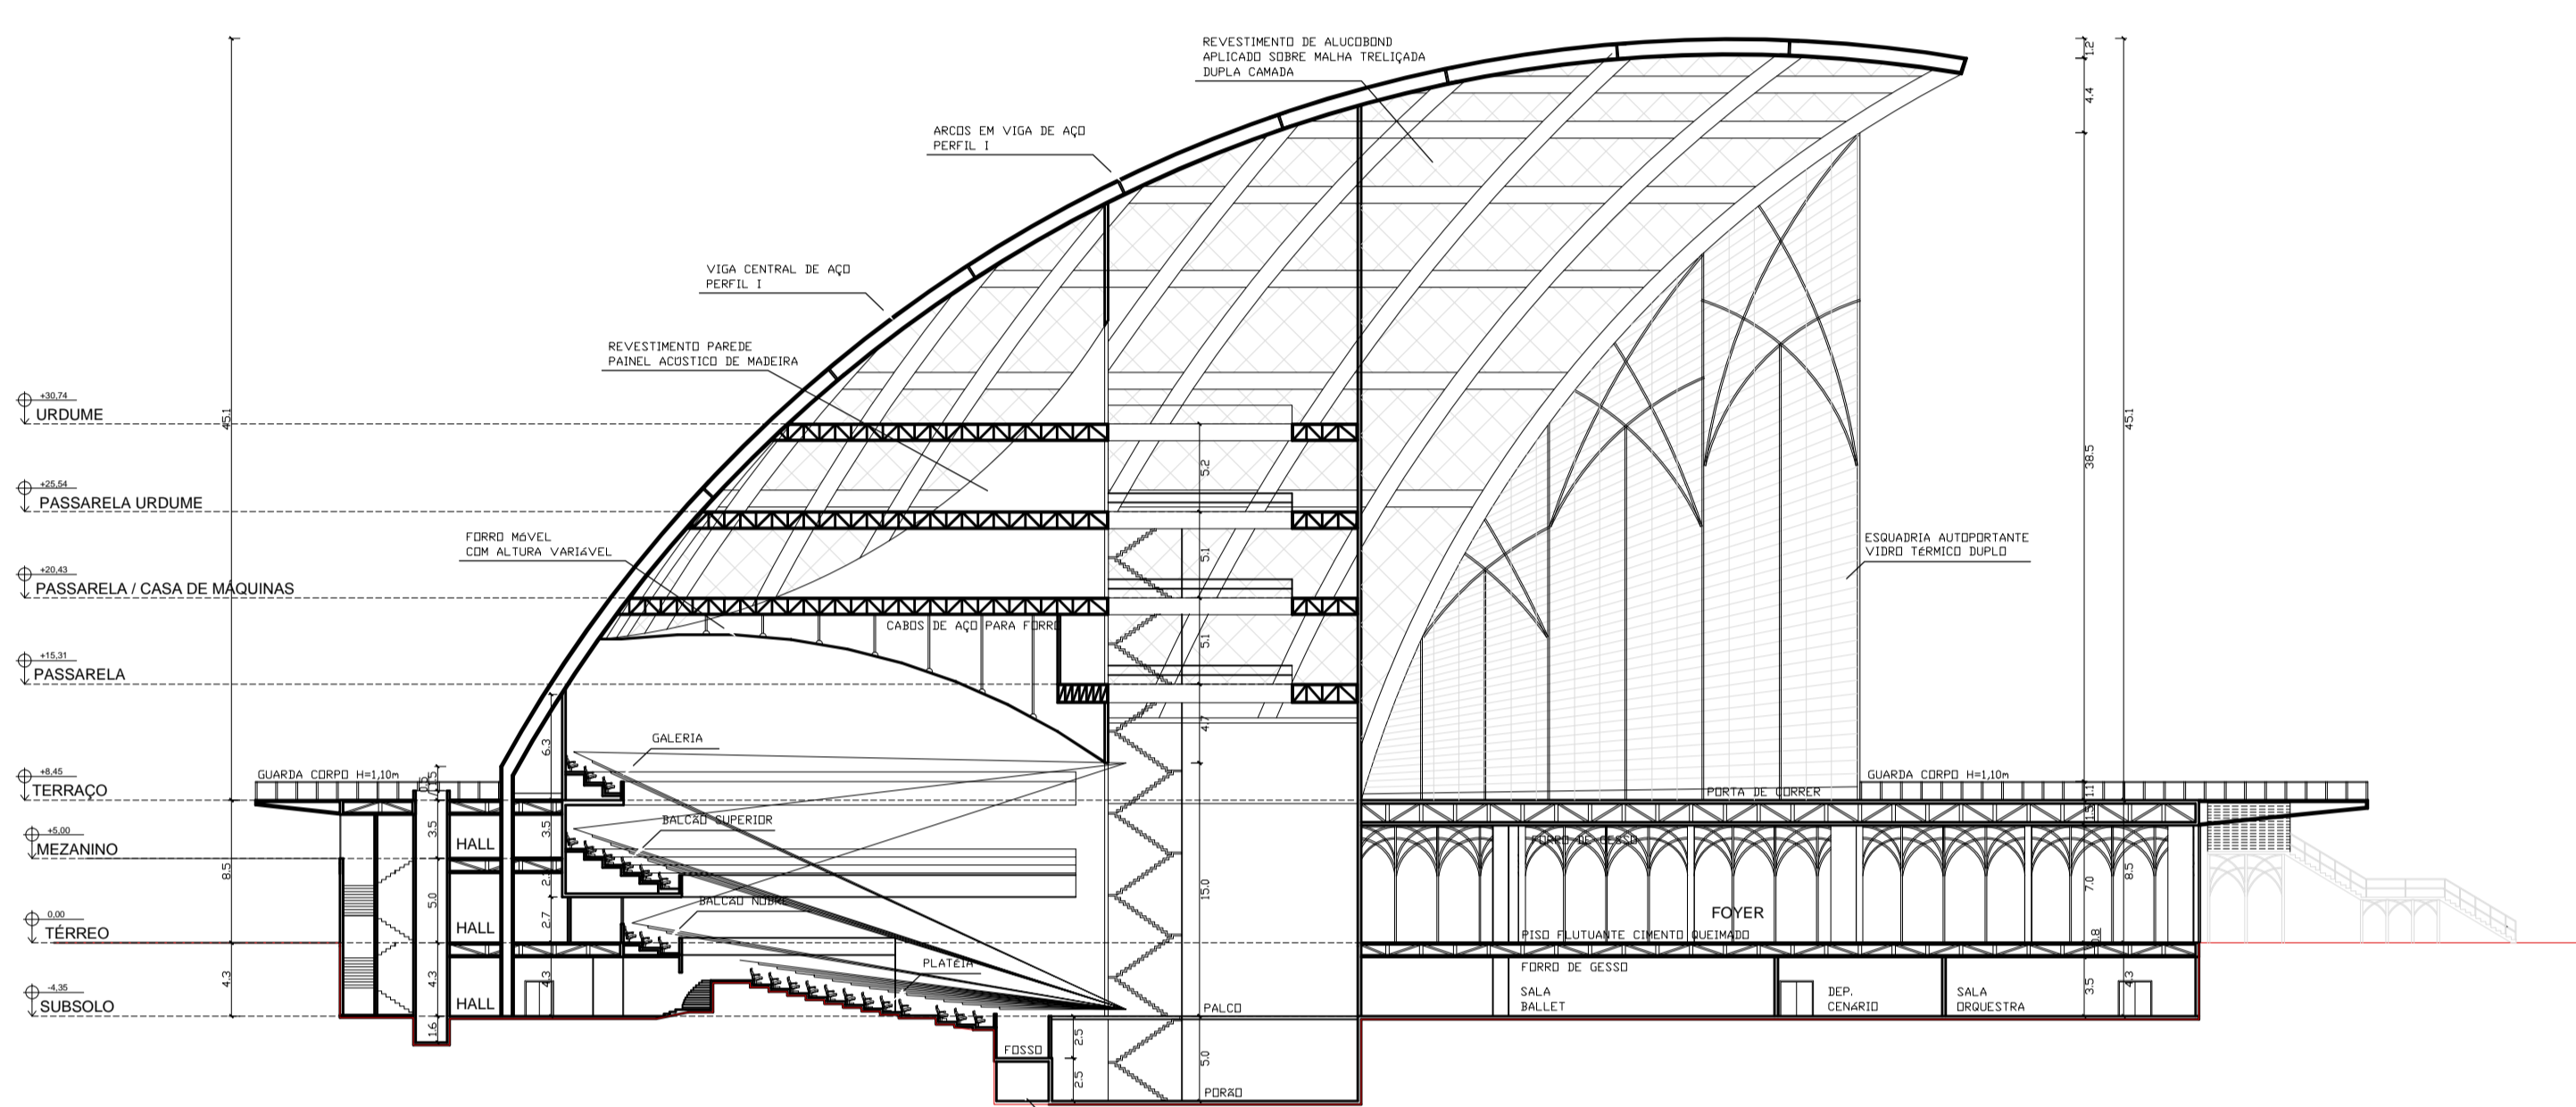 REVESTIMENTO DE ALUCOBOND
APLICADO SOBRE MALHA TRELIÇADA
DUPLA CAMADA
ARCOS EM VIGA DE AÇO
PERFIL I
VIGA CENTRAL DE AÇO
PERFIL I
REVESTIMENTO PAREDE
PAINEL ACÚSTICO DE MADEIRA
FORRO MÓVEL
COM ALTURA VARIÁVEL
CABOS DE AÇO PARA FORRO
ESQUADRIA AUTOPORTANTE
VIDRO TÉRMICO DUPLO
+30,74
URDUME
+25,54
PASSARELA URDUME
+20,43
PASSARELA / CASA DE MÁQUINAS
+15,31
PASSARELA
+8,45
TERRAÇO
+5,00
MEZANINO
0,00
TÉRREO
-4,35
SUBSOLO
45.1
8.5
4.3
GUARDA CORPO H=1,10m
3.5
5.0
4.3
1.6
HALL
HALL
HALL
6.3
3.5
2.7
4.3
GALERIA
BALCÃO SUPERIOR
BALCÃO NOBRE
PLATÉIA
FOSSO
2.5
2.5
5.2
5.1
5.1
4.7
15.0
5.0
PALCO
PORÃO
GUARDA CORPO H=1,10m
PORTA DE CORRER
FORRO DE GESSO
FOYER
PISO FLUTUANTE CIMENTO QUEIMADO
FORRO DE GESSO
SALA
BALLET
DEP.
CENÁRIO
SALA
ORQUESTRA
1.2
4.4
38.5
1.1
1.5
7.0
0.8
3.5
45.1
8.5
4.3